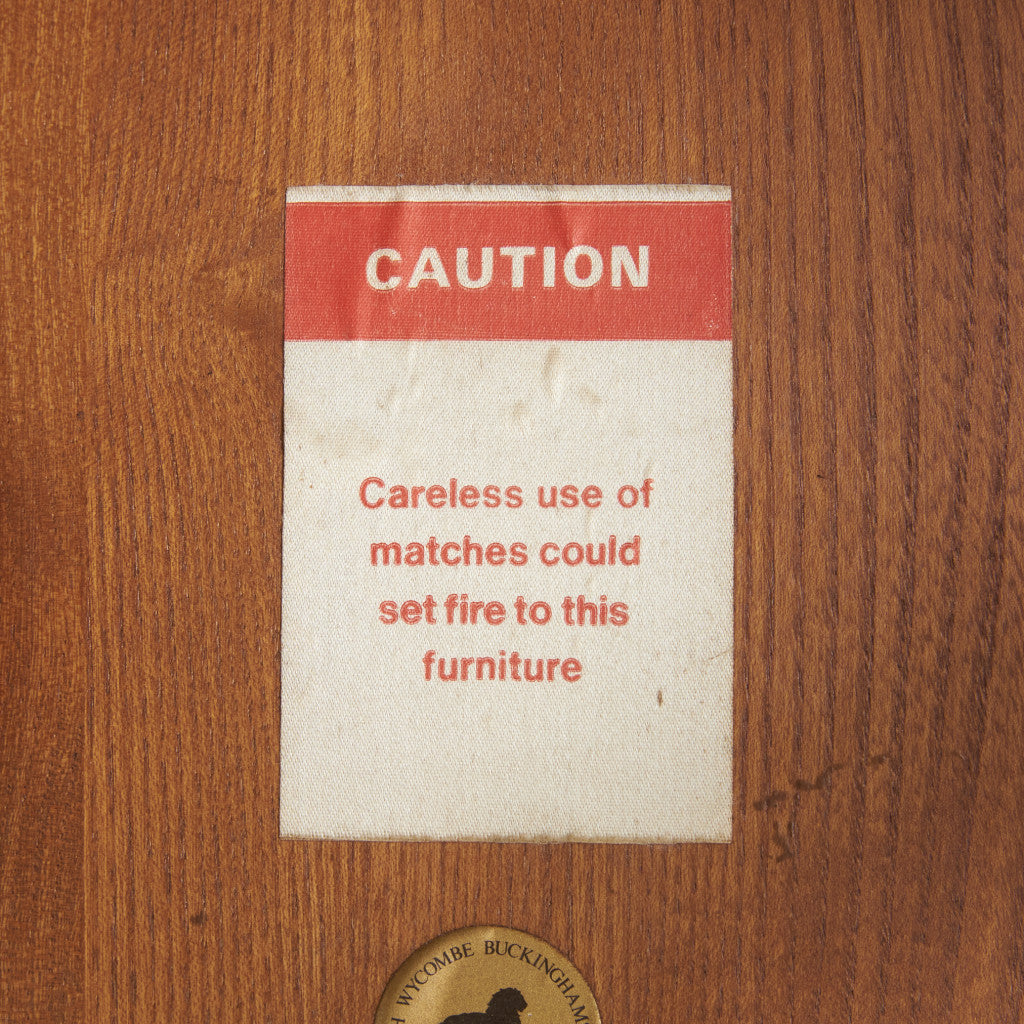 CAUTION
Careless use of
matches could
set fire to this
furniture
WYCOMBE BUCKINGHAM